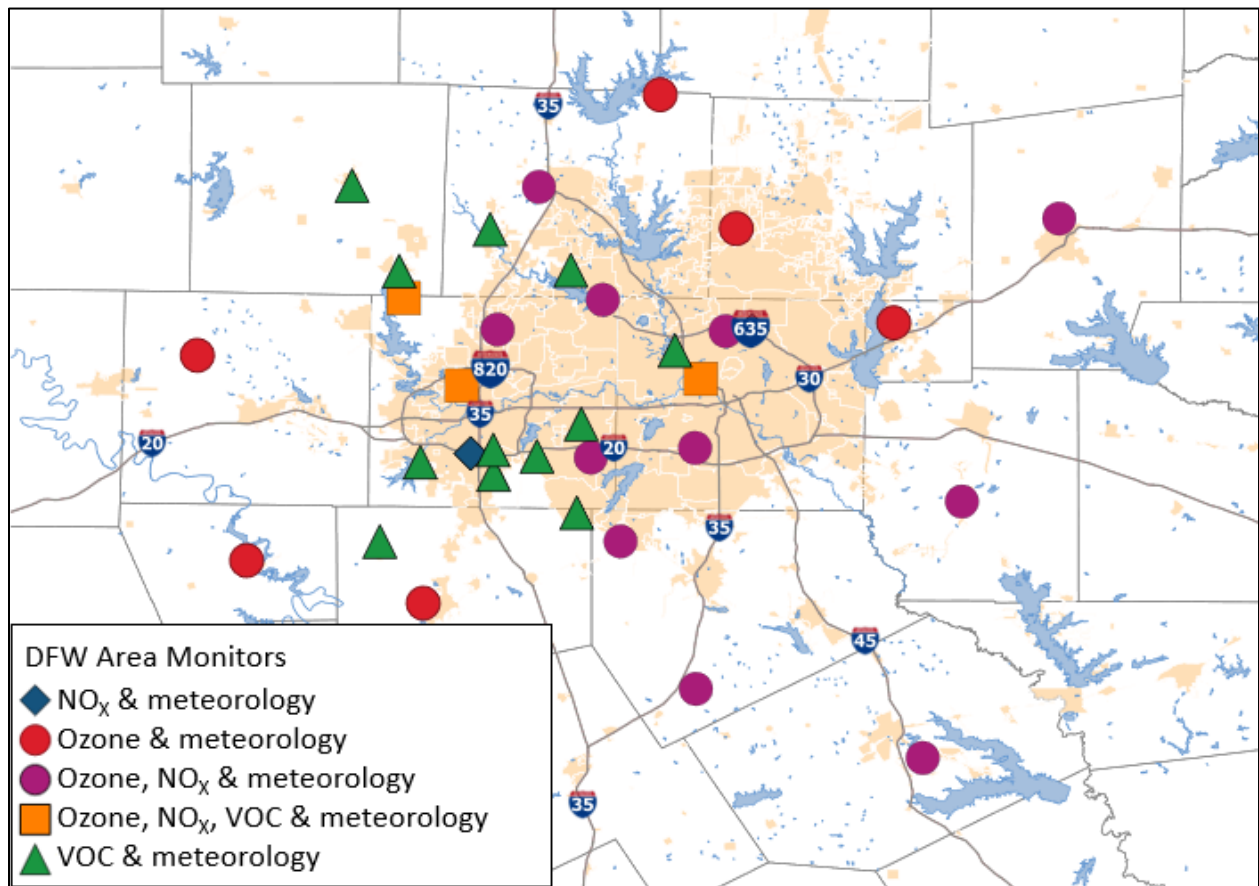 35
635
820
30
35
20
20
35
45
35
DFW Area Monitors
NOX & meteorology
Ozone & meteorology
Ozone, NOX & meteorology
Ozone, NOX, VOC & meteorology
VOC & meteorology